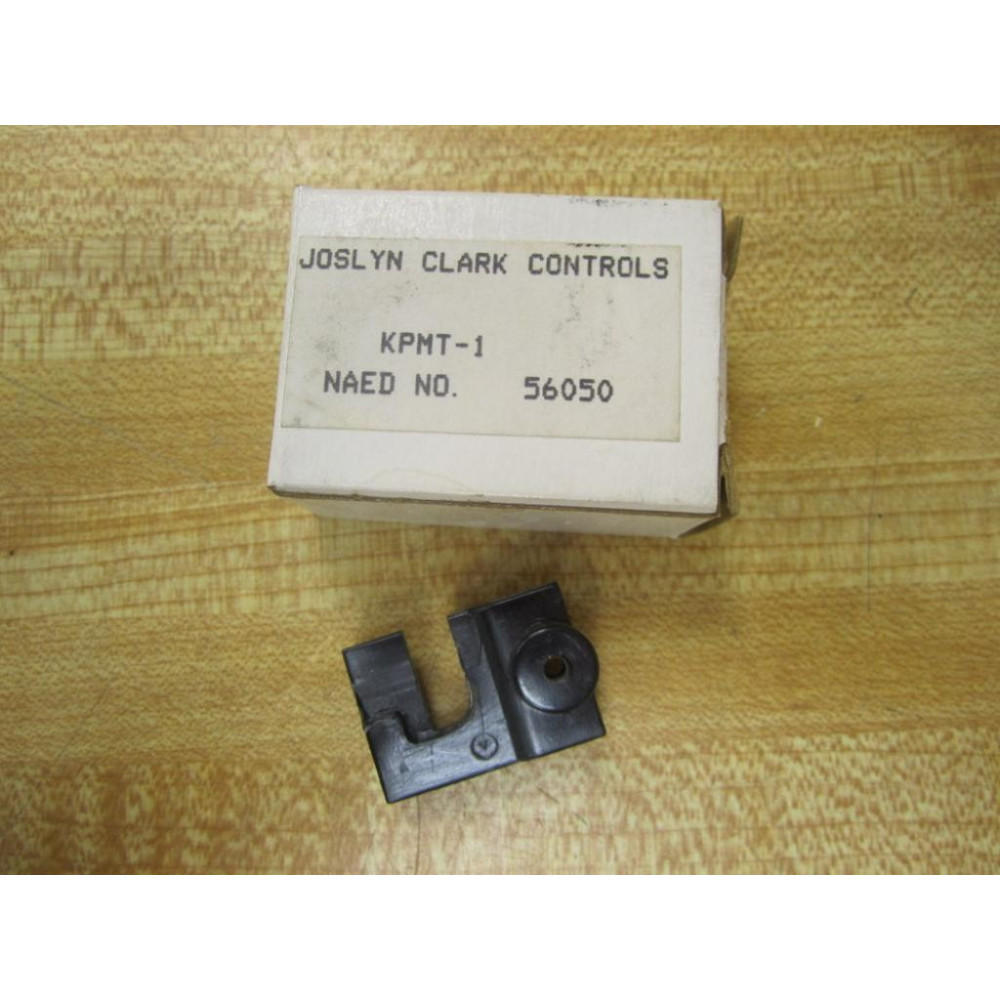 JOSLYN CLARK CONTROLS
KPMT-1
NAED NO. 56050